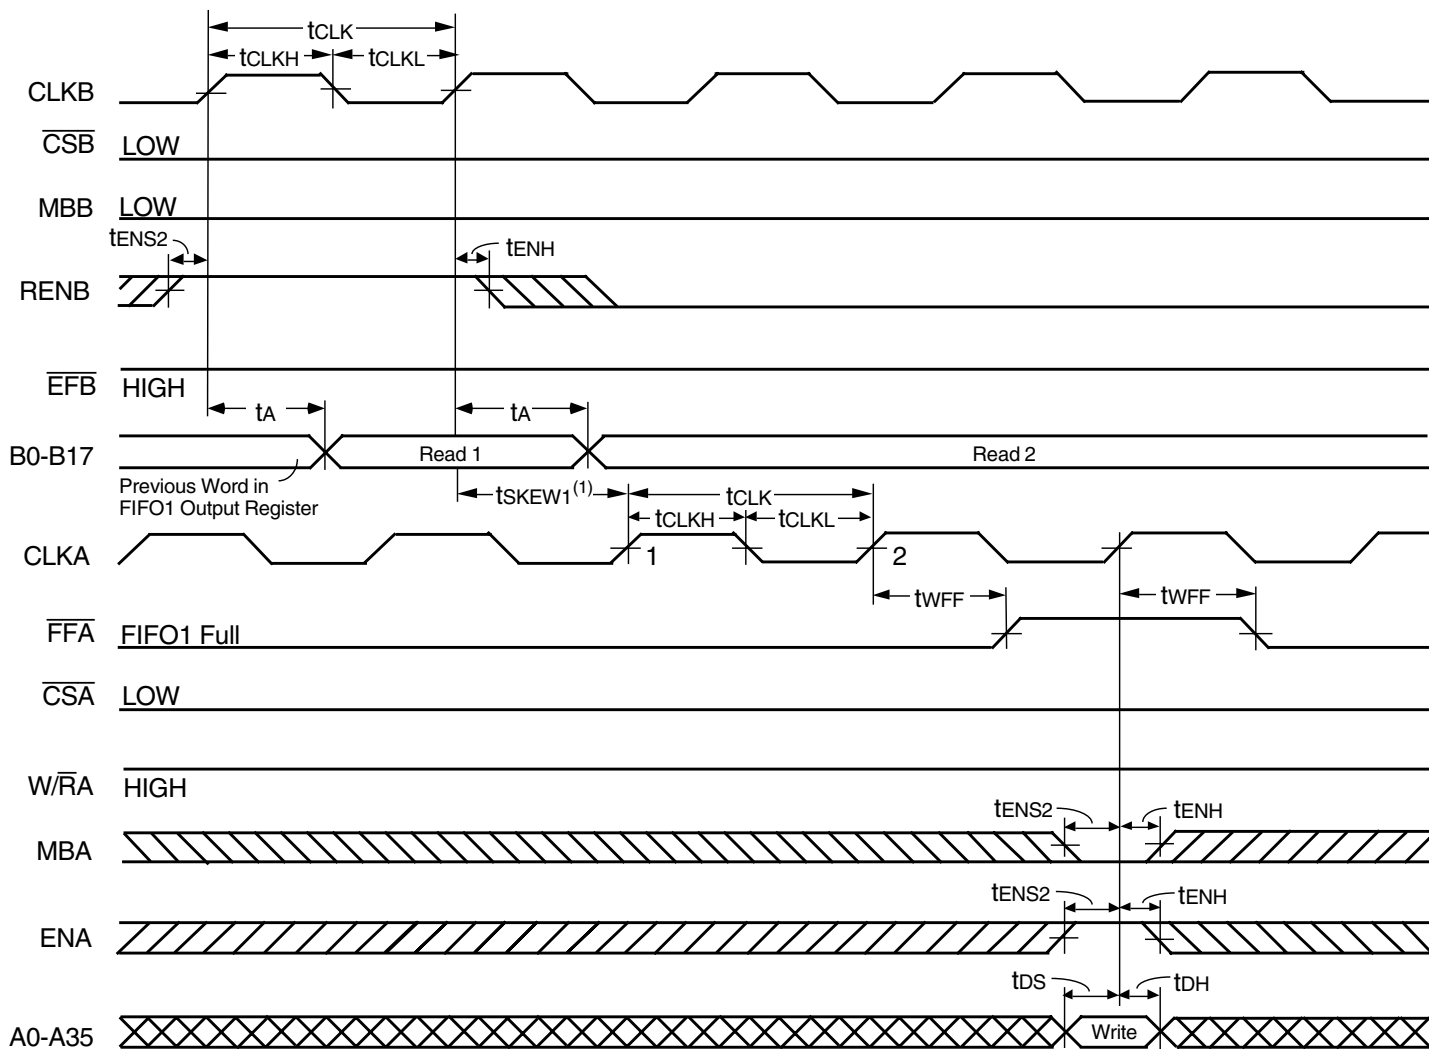 tCLK
tCLKH tCLKL
CLKB
CSB LOW
MBB LOW
tENS2 tENH
RENB
EFB HIGH
tA tA
B0-B17 Read 1 Read 2
Previous Word in
FIFO1 Output Register
tSKEW1(1) tCLK
tCLKH tCLKL
CLKA 1 2
tWFF tWFF
FFA FIFO1 Full
CSA LOW
W/RA HIGH
tENS2 tENH
MBA
tENS2 tENH
ENA
tDS tDH
A0-A35 Write